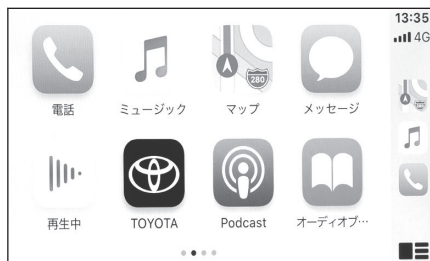 13:35
4G
電話
ミュージック
マップ
メッセージ
280
再生中
TOYOTA
Podcast
オーディオブ…